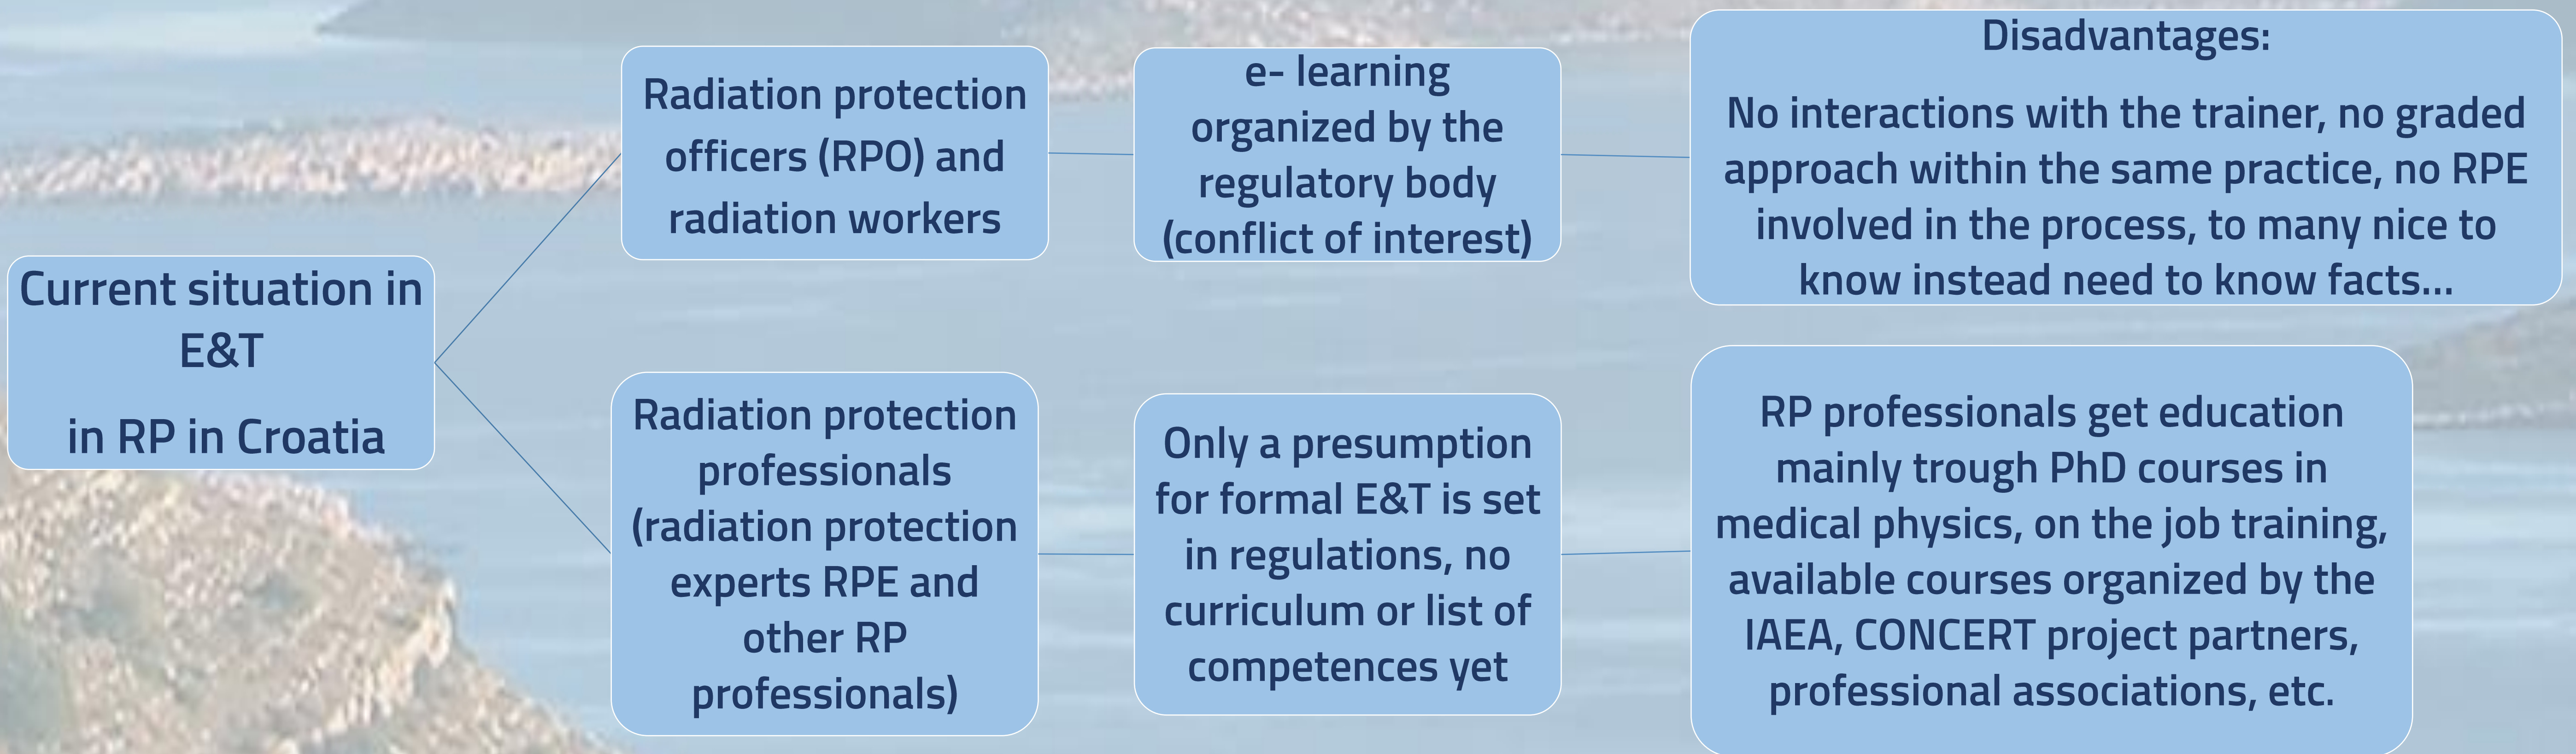 Current situation in
E&T
in RP in Croatia
Radiation protection
officers (RPO) and
radiation workers
e- learning
organized by the
regulatory body
(conflict of interest)
Disadvantages:
No interactions with the trainer, no graded
approach within the same practice, no RPE
involved in the process, to many nice to
know instead need to know facts...
Radiation protection
professionals
(radiation protection
experts RPE and
other RP
professionals)
Only a presumption
for formal E&T is set
in regulations, no
curriculum or list of
competences yet
RP professionals get education
mainly trough PhD courses in
medical physics, on the job training,
available courses organized by the
IAEA, CONCERT project partners,
professional associations, etc.